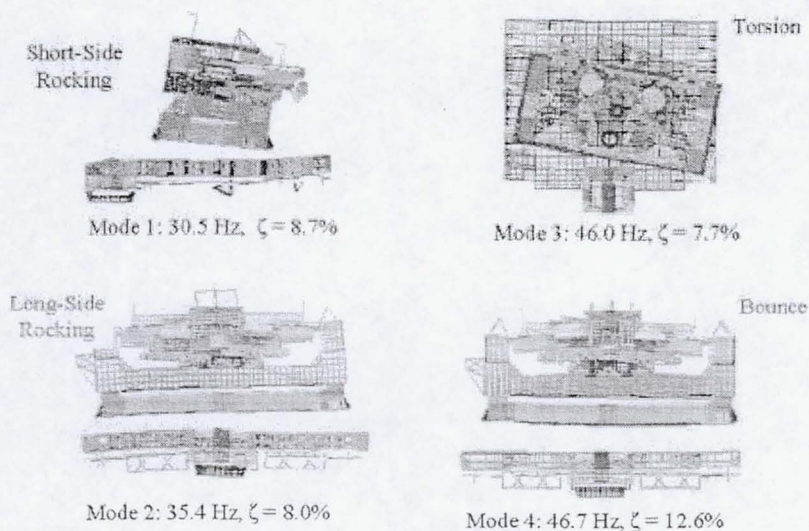 Short-Side
Rocking
Mode 1: 30.5 Hz, ζ = 8.7%
Torsion
Mode 3: 46.0 Hz, ζ = 7.7%
Long-Side
Rocking
Mode 2: 35.4 Hz, ζ = 8.0%
Bounce
Mode 4: 46.7 Hz, ζ = 12.6%